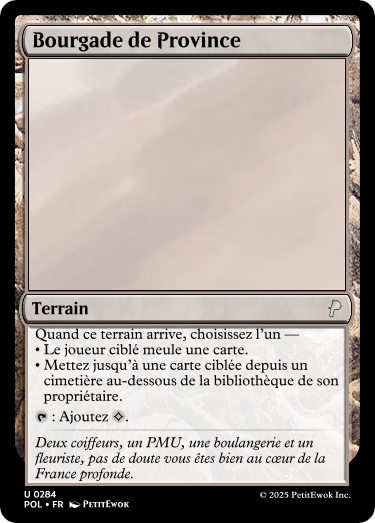 Bourgade de Province
Terrain
Quand ce terrain arrive, choisissez l'un —
• Le joueur ciblé meule une carte.
• Mettez jusqu'à une carte ciblée depuis un
cimetière au-dessous de la bibliothèque de son
propriétaire.
: Ajoutez .
Deux coiffeurs, un PMU, une boulangerie et un
fleuriste, pas de doute vous êtes bien au cœur de la
France profonde.
U 0284
POL • FR PetitEwok
© 2025 PetitEwok Inc.